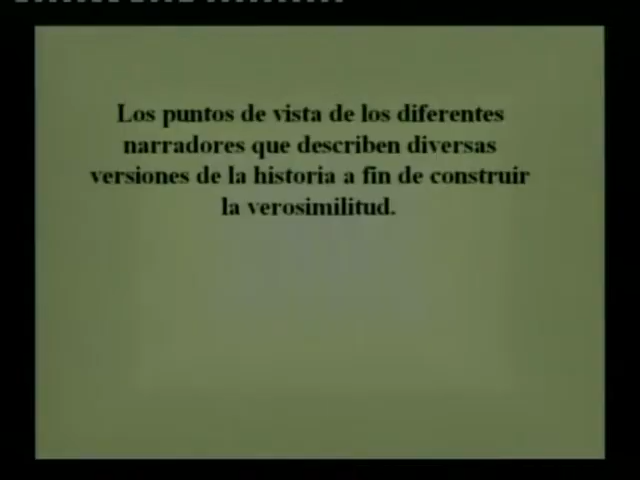 Los puntos de vista de los diferentes
narradores que describen diversas
versiones de la historia a fin de construir
la verosimilitud.